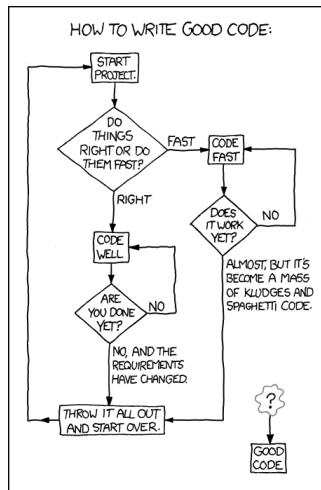 HOW TO WRITE GOOD CODE:
START
PROJECT.
DO
THINGS
RIGHT OR DO
THEM FAST?
FAST
CODE
FAST
RIGHT
DOES
IT WORK
YET?
NO
CODE
WELL
ARE
YOU DONE
YET?
NO
ALMOST, BUT IT'S
BECOME A MASS
OF KLUDGES AND
SPAGHETTI CODE.
NO, AND THE
REQUIREMENTS
HAVE CHANGED.
THROW IT ALL OUT
AND START OVER.
?
GOOD
CODE